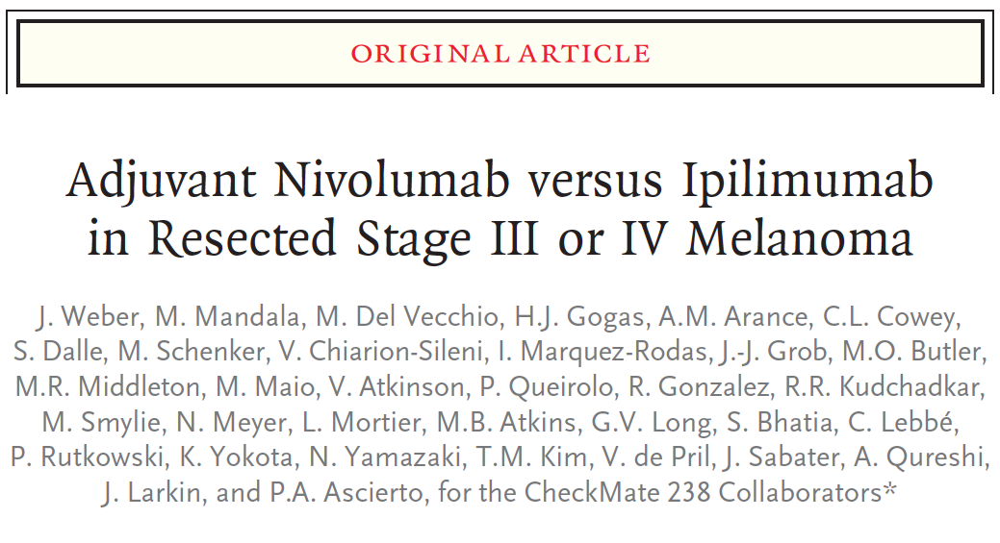 ORIGINAL ARTICLE
Adjuvant Nivolumab versus Ipilimumab
in Resected Stage III or IV Melanoma
J. Weber, M. Mandala, M. Del Vecchio, H.J. Gogas, A.M. Arance, C.L. Cowey,
S. Dalle, M. Schenker, V. Chiarion-Sileni, I. Marquez-Rodas, J.-J. Grob, M.O. Butler,
M.R. Middleton, M. Maio, V. Atkinson, P. Queirolo, R. Gonzalez, R.R. Kudchadkar,
M. Smylie, N. Meyer, L. Mortier, M.B. Atkins, G.V. Long, S. Bhatia, C. Lebbé,
P. Rutkowski, K. Yokota, N. Yamazaki, T.M. Kim, V. de Pril, J. Sabater, A. Qureshi,
J. Larkin, and P.A. Ascierto, for the CheckMate 238 Collaborators*